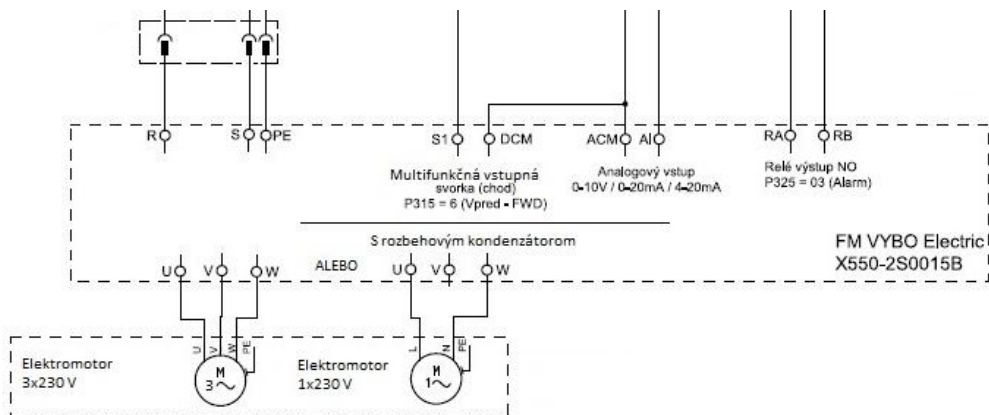 R S PE S1 DCM ACM AI RA RB
Multifunkčná vstupná
svorka (chod)
P315 = 6 (Vpred - FWD)
Analogový vstup
0-10V / 0-20mA / 4-20mA
Relé výstup NO
P325 = 03 (Alarm)
S rozbehovým kondenzátorom
FM VYBO Electric
X550-2S0015B
U V W ALEBO U V W
U V W PE
L N PE
Elektromotor
3x230 V
M
3~
Elektromotor
1x230 V
M
1~